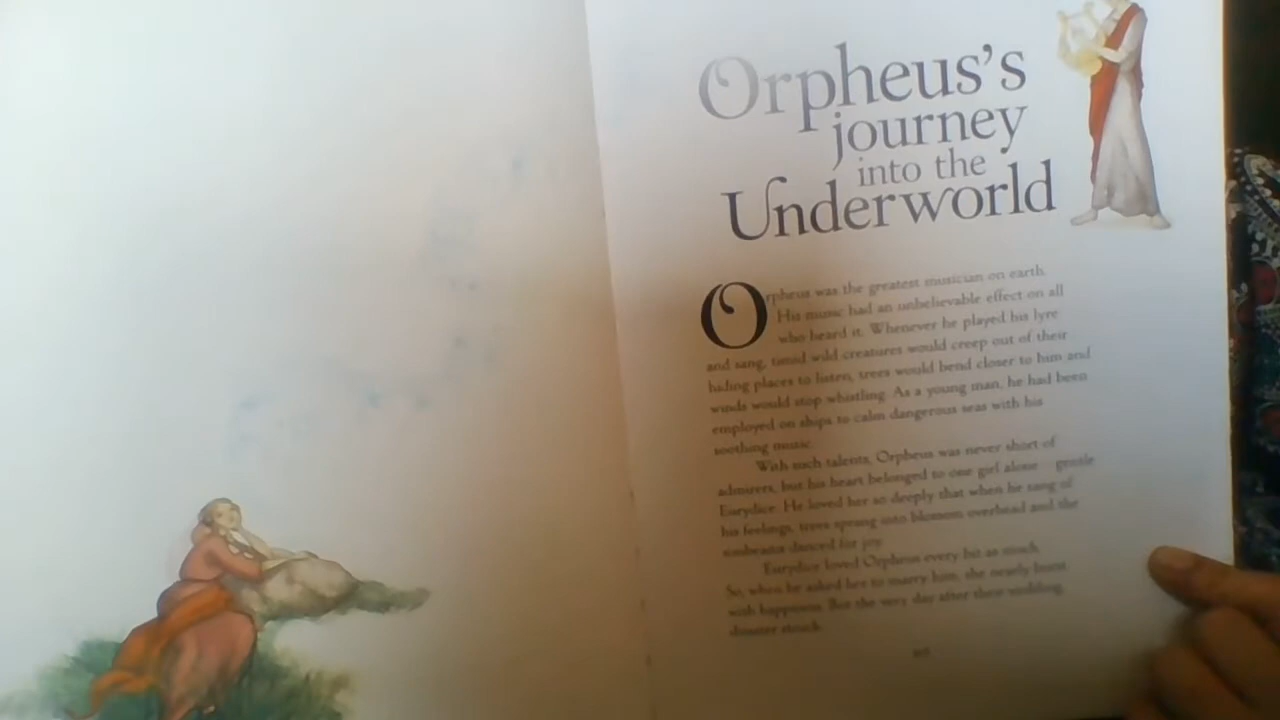 Orpheus's
journey
into the
Underworld
Orpheus was the greatest musician on earth.
His music had an unbelievable effect on all
who heard it. Whenever he played his lyre
and sang, timid wild creatures would creep out of their
hiding places to listen, trees would bend closer to him and
winds would stop whistling. As a young man, he had been
employed on ships to calm dangerous seas with his
soothing music.
With such talents, Orpheus was never short of
admirers, but his heart belonged to one girl alone – gentle
Eurydice. He loved her so deeply that when he sang of
his feelings, trees sprang into blossom overhead and the
sunbeams danced for joy.
Eurydice loved Orpheus every bit as much.
So, when he asked her to marry him, she nearly burst
with happiness. But the very day after their wedding,
disaster struck.